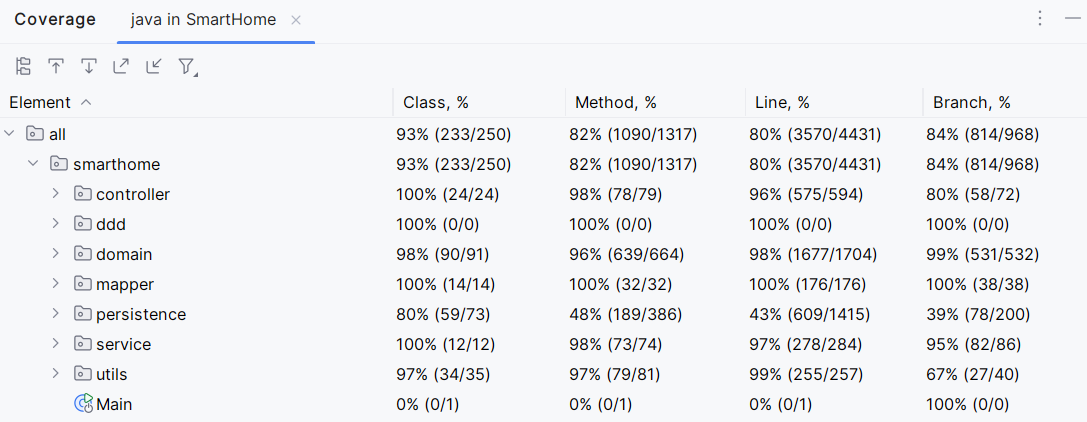 Coverage java in SmartHome
Element Class, % Method, % Line, % Branch, %
all 93% (233/250) 82% (1090/1317) 80% (3570/4431) 84% (814/968)
smarthome 93% (233/250) 82% (1090/1317) 80% (3570/4431) 84% (814/968)
controller 100% (24/24) 98% (78/79) 96% (575/594) 80% (58/72)
ddd 100% (0/0) 100% (0/0) 100% (0/0) 100% (0/0)
domain 98% (90/91) 96% (639/664) 98% (1677/1704) 99% (531/532)
mapper 100% (14/14) 100% (32/32) 100% (176/176) 100% (38/38)
persistence 80% (59/73) 48% (189/386) 43% (609/1415) 39% (78/200)
service 100% (12/12) 98% (73/74) 97% (278/284) 95% (82/86)
utils 97% (34/35) 97% (79/81) 99% (255/257) 67% (27/40)
Main 0% (0/1) 0% (0/1) 0% (0/1) 100% (0/0)